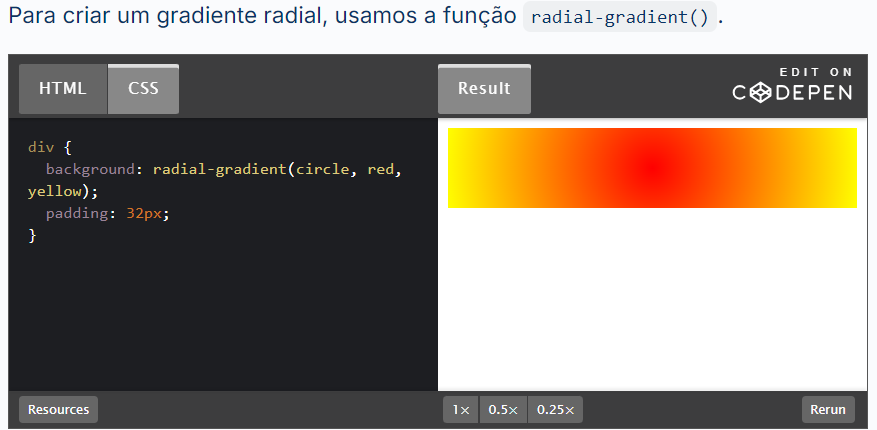 Para criar um gradiente radial, usamos a função radial-gradient().
HTML CSS Result EDIT ON
CODEPEN
div {
background: radial-gradient(circle, red,
yellow);
padding: 32px;
}
Resources 1× 0.5× 0.25× Rerun